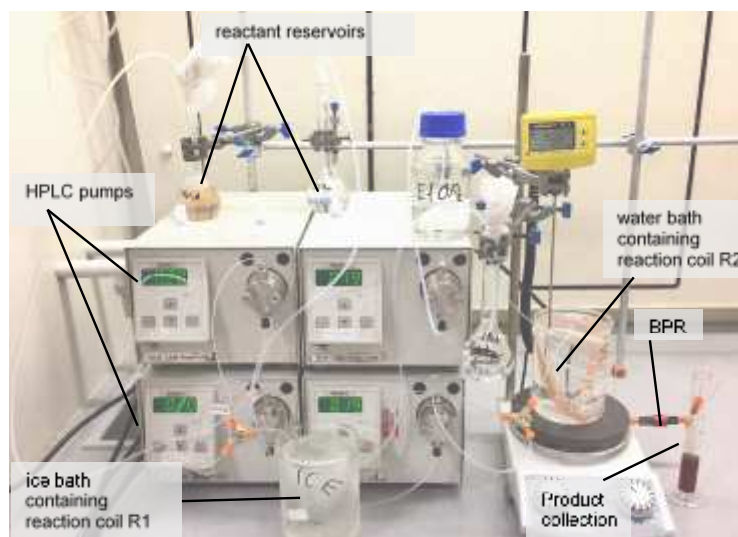 reactant reservoirs
HPLC pumps
EtOAc
water bath
containing
reaction coil R2
BPR
ICE
ice bath
containing
reaction coil R1
Product
collection